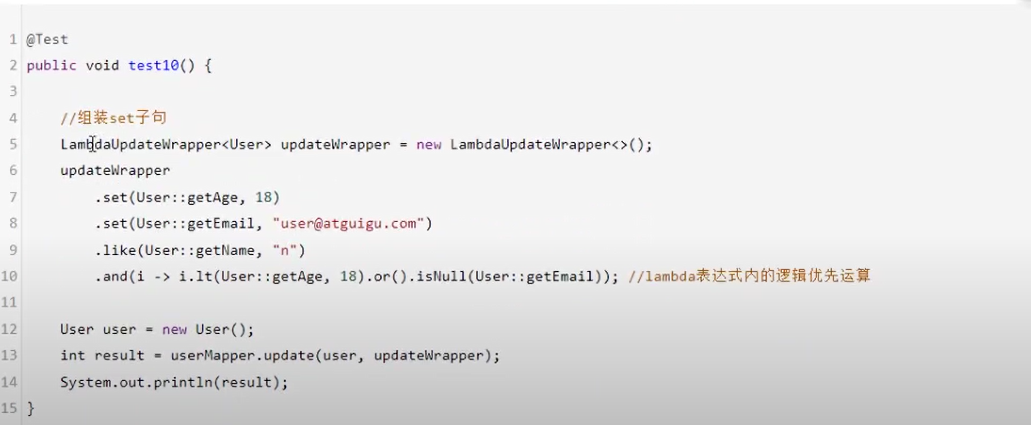 1 @Test
2 public void test10() {
3
4 //组装set子句
5 LambdaUpdateWrapper<User> updateWrapper = new LambdaUpdateWrapper<>();
6 updateWrapper
7 .set(User::getAge, 18)
8 .set(User::getEmail, "user@atguigu.com")
9 .like(User::getName, "n")
10 .and(i -> i.lt(User::getAge, 18).or().isNull(User::getEmail)); //lambda表达式内的逻辑优先运算
11
12 User user = new User();
13 int result = userMapper.update(user, updateWrapper);
14 System.out.println(result);
15 }